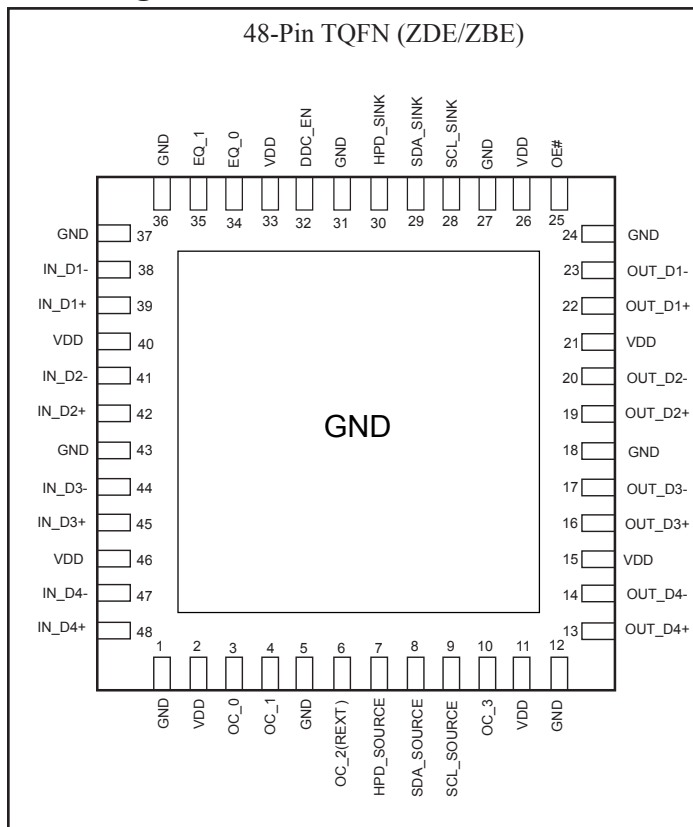 48-Pin TQFN (ZDE/ZBE)
GND
EQ_1
EQ_0
VDD
DDC_EN
GND
HPD_SINK
SDA_SINK
SCL_SINK
GND
VDD
OE#
36 35 34 33 32 31 30 29 28 27 26 25
GND 37
IN_D1- 38
IN_D1+ 39
VDD 40
IN_D2- 41
IN_D2+ 42
GND 43
IN_D3- 44
IN_D3+ 45
VDD 46
IN_D4- 47
IN_D4+ 48
GND
24 GND
23 OUT_D1-
22 OUT_D1+
21 VDD
20 OUT_D2-
19 OUT_D2+
18 GND
17 OUT_D3-
16 OUT_D3+
15 VDD
14 OUT_D4-
13 OUT_D4+
1 2 3 4 5 6 7 8 9 10 11 12
GND
VDD
OC_0
OC_1
GND
OC_2(REXT)
HPD_SOURCE
SDA_SOURCE
SCL_SOURCE
OC_3
VDD
GND